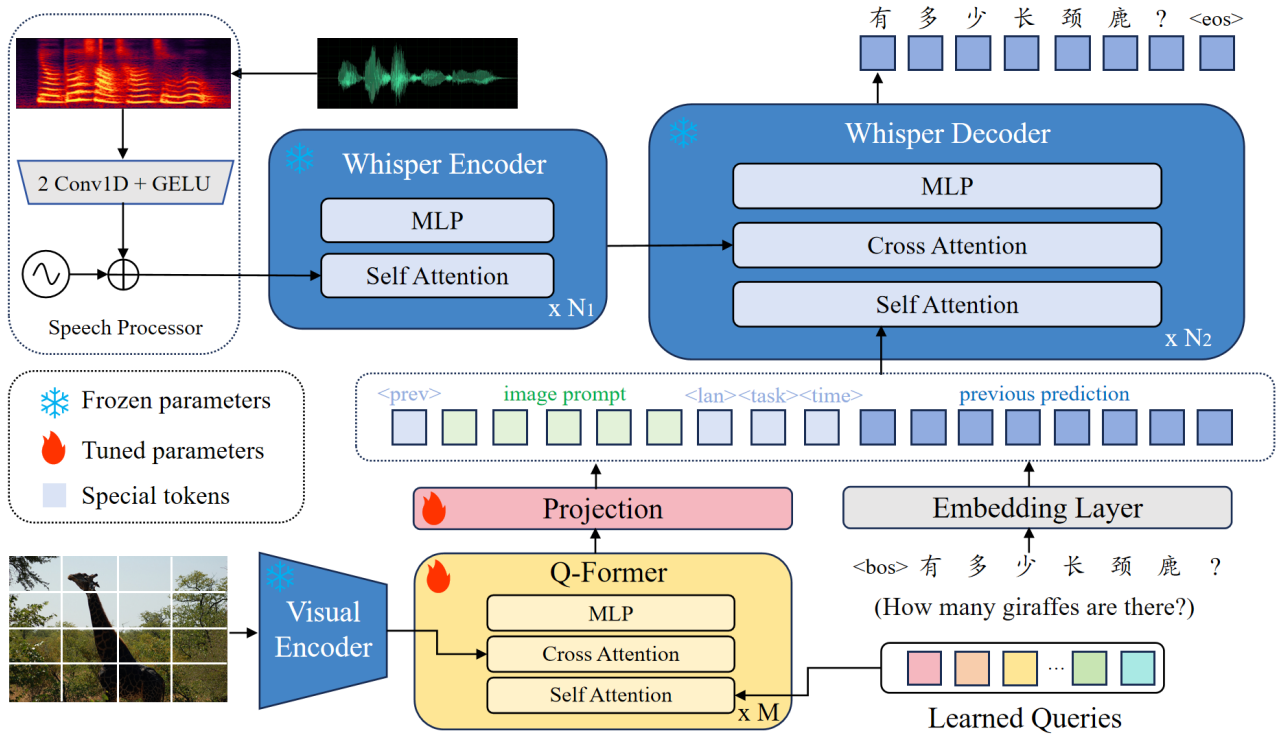 有 多 少 长 颈 鹿 ? <eos>
Whisper Encoder
MLP
Self Attention
x N1
Whisper Decoder
MLP
Cross Attention
Self Attention
x N2
2 Conv1D + GELU
Speech Processor
Frozen parameters
Tuned parameters
Special tokens
<prev> image prompt <lan> <task> <time> previous prediction
Projection
Embedding Layer
<bos> 有 多 少 长 颈 鹿 ?
(How many giraffes are there?)
Visual
Encoder
Q-Former
MLP
Cross Attention
Self Attention
x M
...
Learned Queries